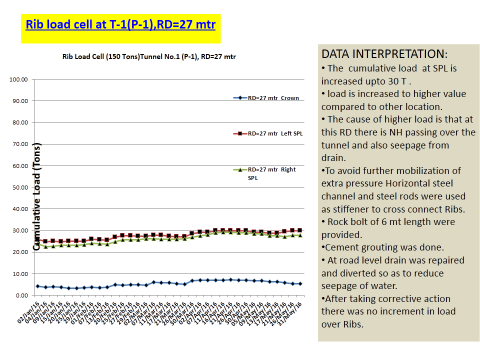 Rib load cell at T-1(P-1),RD=27 mtr
Rib Load Cell (150 Tons)Tunnel No.1 (P-1), RD=27 mtr
Cumulative Load (Tons)
100.00
90.00
80.00
70.00
60.00
50.00
40.00
30.00
20.00
10.00
0.00
RD=27 mtr Crown
RD=27 mtr Left SPL
RD=27 mtr Right
SPL
DATA INTERPRETATION:
• The cumulative load at SPL is
increased upto 30 T .
• load is increased to higher value
compared to other location.
• The cause of higher load is that at
this RD there is NH passing over the
tunnel and also seepage from
drain.
•To avoid further mobilization of
extra pressure Horizontal steel
channel and steel rods were used
as stiffener to cross connect Ribs.
• Rock bolt of 6 mt length were
provided.
•Cement grouting was done.
• At road level drain was repaired
and diverted so as to reduce
seepage of water.
•After taking corrective action
there was no increment in load
over Ribs.